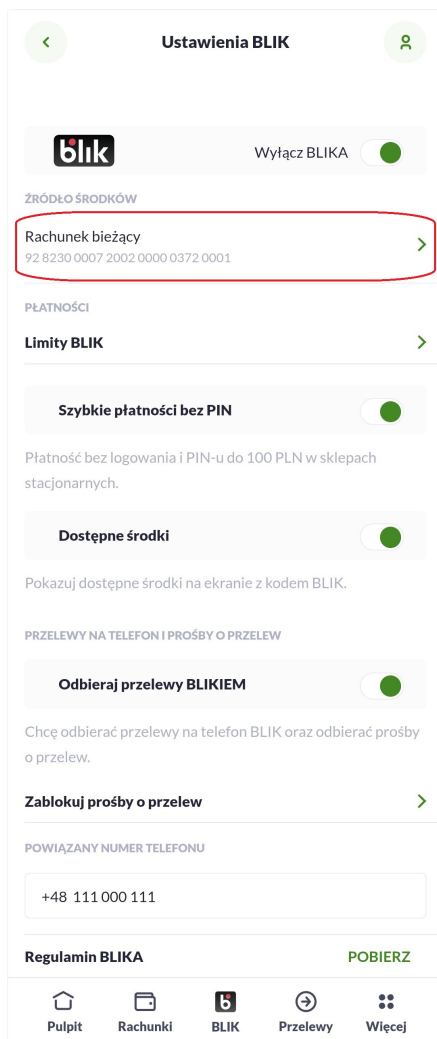 Ustawienia BLIK
blik Wyłącz BLIKA
ŹRÓDŁO ŚRODKÓW
Rachunek bieżący
92 8230 0007 2002 0000 0372 0001
PŁATNOŚCI
Limity BLIK
Szybkie płatności bez PIN
Płatność bez logowania i PIN-u do 100 PLN w sklepach
stacjonarnych.
Dostępne środki
Pokazuj dostępne środki na ekranie z kodem BLIK.
PRZELEWY NA TELEFON I PROŚBY O PRZELEW
Odbieraj przelewy BLIKIEM
Chcę odbierać przelewy na telefon BLIK oraz odbierać prośby
o przelew.
Zablokuj prośby o przelew
POWIĄZANY NUMER TELEFONU
+48 111 000 111
Regulamin BLIKA POBIERZ
Pulpit Rachunki BLIK Przelewy Więcej